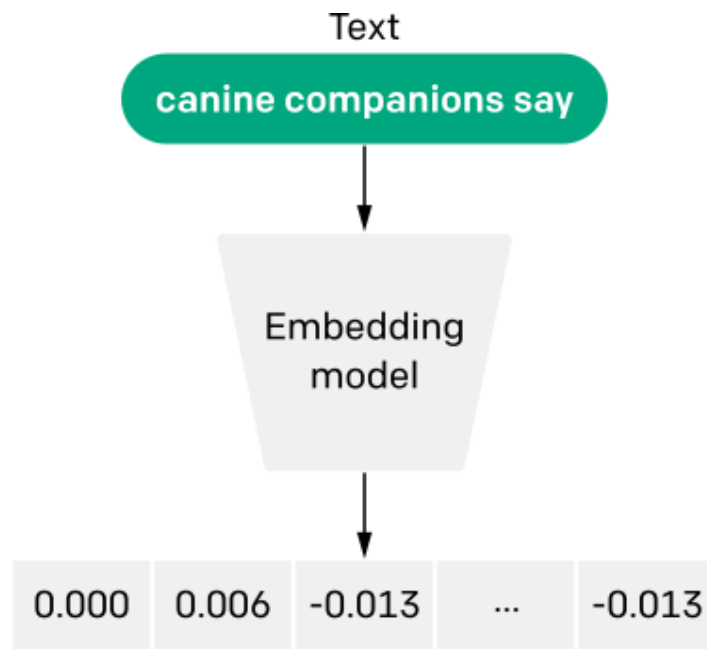 Text
canine companions say
Embedding
model
0.000 0.006 -0.013 ... -0.013